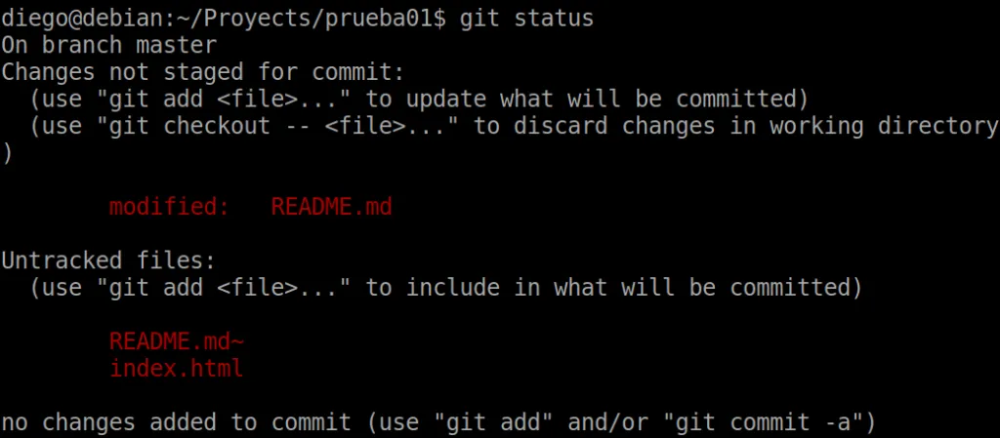 diego@debian:~/Proyects/prueba01$ git status
On branch master
Changes not staged for commit:
  (use "git add <file>..." to update what will be committed)
  (use "git checkout -- <file>..." to discard changes in working directory
)
        modified:   README.md
Untracked files:
  (use "git add <file>..." to include in what will be committed)
        README.md~
        index.html
no changes added to commit (use "git add" and/or "git commit -a")